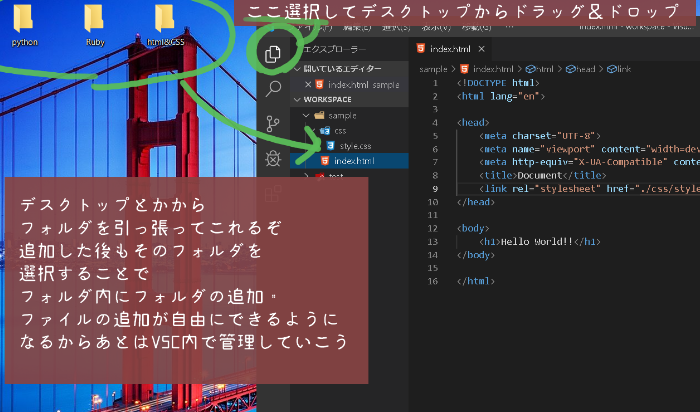 ここ選択してデスクトップからドラッグ＆ドロップ
python
Ruby
html&CSS
エクスプローラー
開いているエディター
index.html sample
WORKSPACE
sample
css
style.css
index.html
index.html
sample > index.html > html > head > link
1 <!DOCTYPE html>
2 <html lang="en">
3
4 <head>
5 <meta charset="UTF-8">
6 <meta name="viewport" content="width=dev
7 <meta http-equiv="X-UA-Compatible" content
8 <title>Document</title>
9 <link rel="stylesheet" href="./css/style
10 </head>
11
12 <body>
13 <h1>Hello World!!</h1>
14 </body>
15
16 </html>
デスクトップとかから
フォルダを引っ張ってこれるぞ
追加した後もそのフォルダを
選択することで
フォルダ内にフォルダの追加。
ファイルの追加が自由にできるように
なるからあとはVSC内で管理していこう